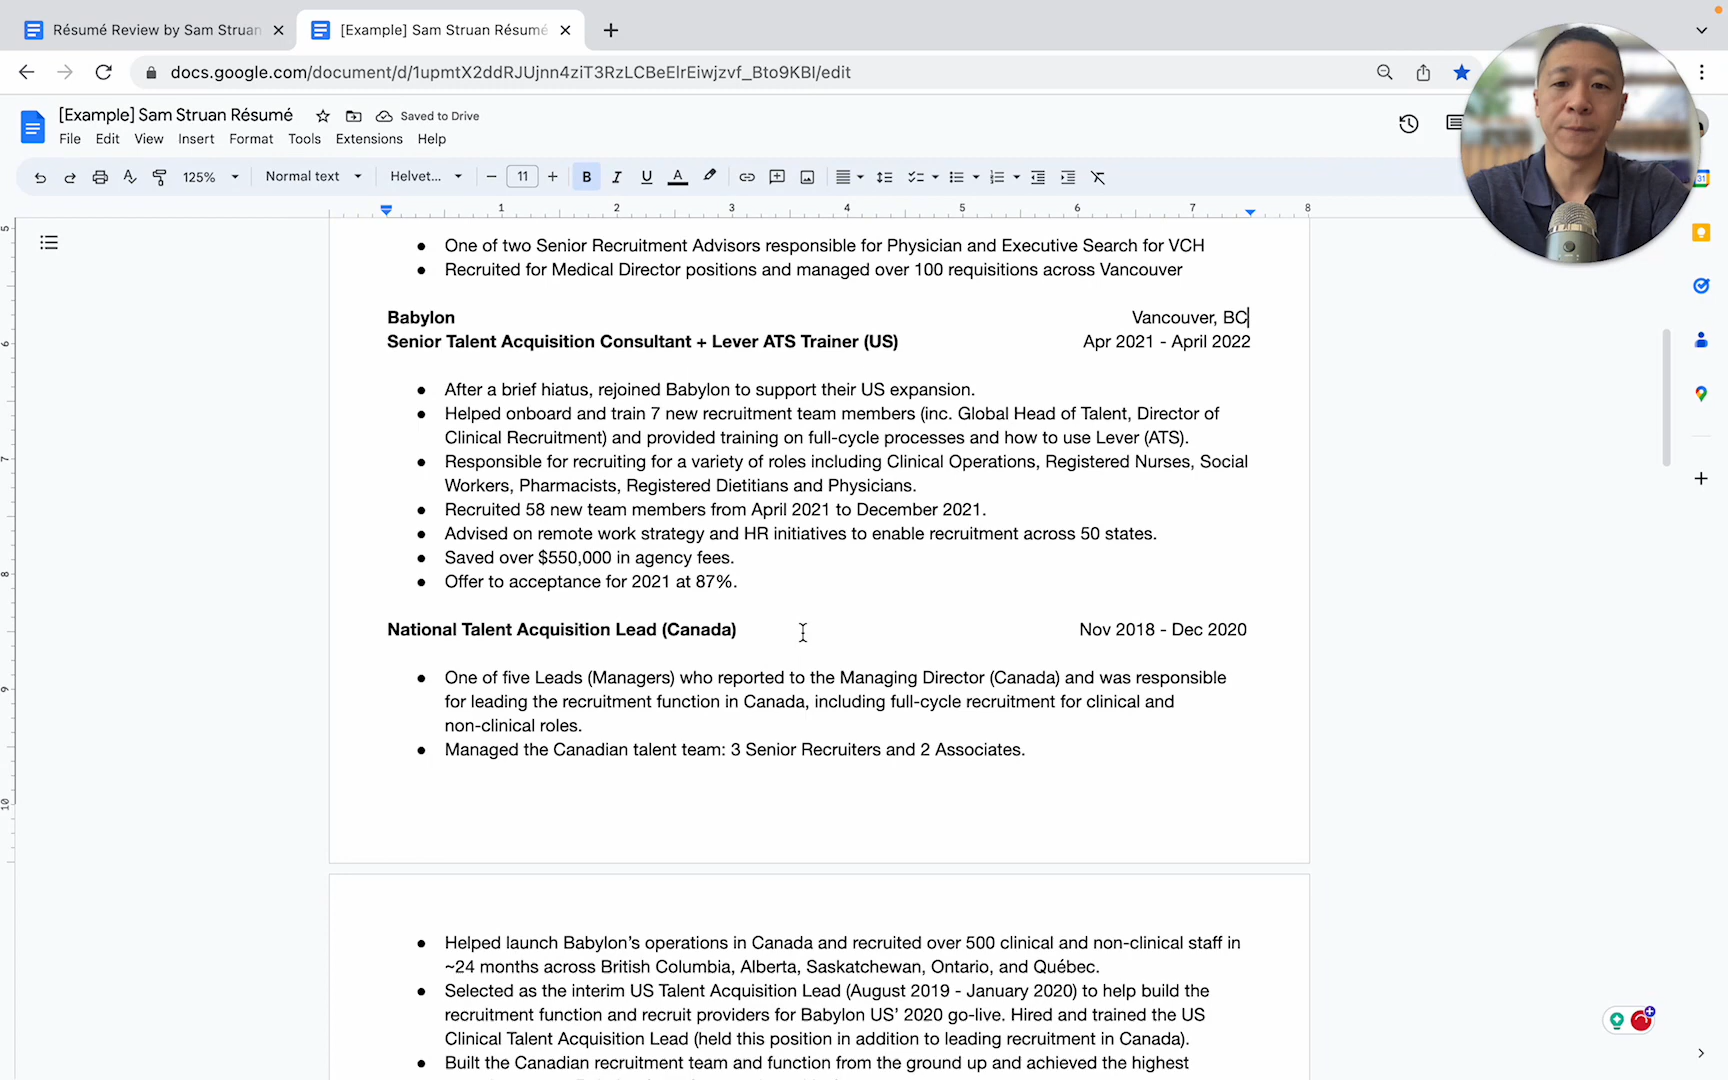 Résumé Review by Sam Struan
[Example] Sam Struan Résumé
docs.google.com/document/d/1upmtX2ddRJUjnn4ziT3RzLCBeElrEiwjzvf_Bto9KBI/edit
[Example] Sam Struan Résumé
Saved to Drive
File Edit View Insert Format Tools Extensions Help
125% Normal text Helvet... 11 B I U A
1 2 3 4 5 6 7 8
5
6
7
8
9
10
● One of two Senior Recruitment Advisors responsible for Physician and Executive Search for VCH
● Recruited for Medical Director positions and managed over 100 requisitions across Vancouver
Babylon Vancouver, BC
Senior Talent Acquisition Consultant + Lever ATS Trainer (US) Apr 2021 - April 2022
● After a brief hiatus, rejoined Babylon to support their US expansion.
● Helped onboard and train 7 new recruitment team members (inc. Global Head of Talent, Director of
Clinical Recruitment) and provided training on full-cycle processes and how to use Lever (ATS).
● Responsible for recruiting for a variety of roles including Clinical Operations, Registered Nurses, Social
Workers, Pharmacists, Registered Dietitians and Physicians.
● Recruited 58 new team members from April 2021 to December 2021.
● Advised on remote work strategy and HR initiatives to enable recruitment across 50 states.
● Saved over $550,000 in agency fees.
● Offer to acceptance for 2021 at 87%.
National Talent Acquisition Lead (Canada) Nov 2018 - Dec 2020
● One of five Leads (Managers) who reported to the Managing Director (Canada) and was responsible
for leading the recruitment function in Canada, including full-cycle recruitment for clinical and
non-clinical roles.
● Managed the Canadian talent team: 3 Senior Recruiters and 2 Associates.
● Helped launch Babylon’s operations in Canada and recruited over 500 clinical and non-clinical staff in
~24 months across British Columbia, Alberta, Saskatchewan, Ontario, and Québec.
● Selected as the interim US Talent Acquisition Lead (August 2019 - January 2020) to help build the
recruitment function and recruit providers for Babylon US’ 2020 go-live. Hired and trained the US
Clinical Talent Acquisition Lead (held this position in addition to leading recruitment in Canada).
● Built the Canadian recruitment team and function from the ground up and achieved the highest